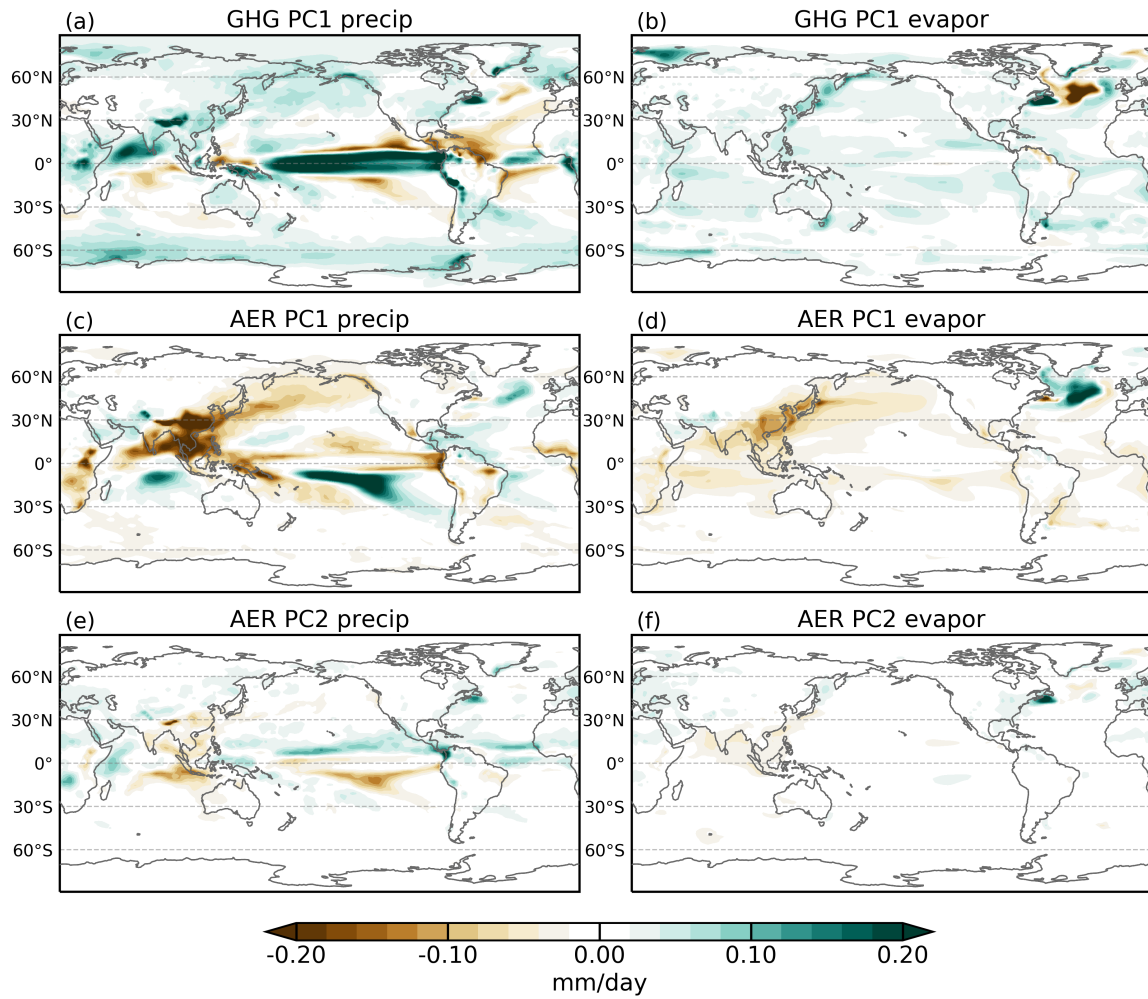 (a) GHG PC1 precip
(b) GHG PC1 evapor
60°N 60°N
30°N 30°N
0° 0°
30°S 30°S
60°S 60°S
(c) AER PC1 precip
(d) AER PC1 evapor
60°N 60°N
30°N 30°N
0° 0°
30°S 30°S
60°S 60°S
(e) AER PC2 precip
(f) AER PC2 evapor
60°N 60°N
30°N 30°N
0° 0°
30°S 30°S
60°S 60°S
-0.20 -0.10 0.00 0.10 0.20
mm/day